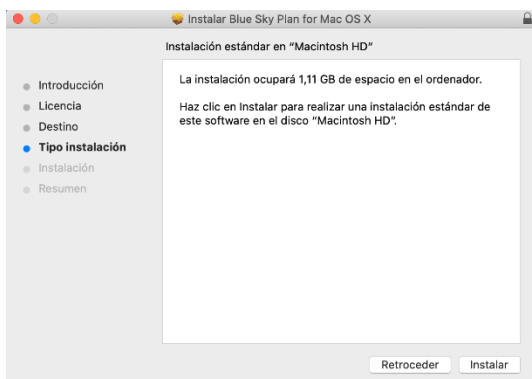 Instalar Blue Sky Plan for Mac OS X
Instalación estándar en “Macintosh HD”
Introducción
Licencia
Destino
Tipo instalación
Instalación
Resumen
La instalación ocupará 1,11 GB de espacio en el ordenador.
Haz clic en Instalar para realizar una instalación estándar de
este software en el disco “Macintosh HD”.
Retroceder
Instalar